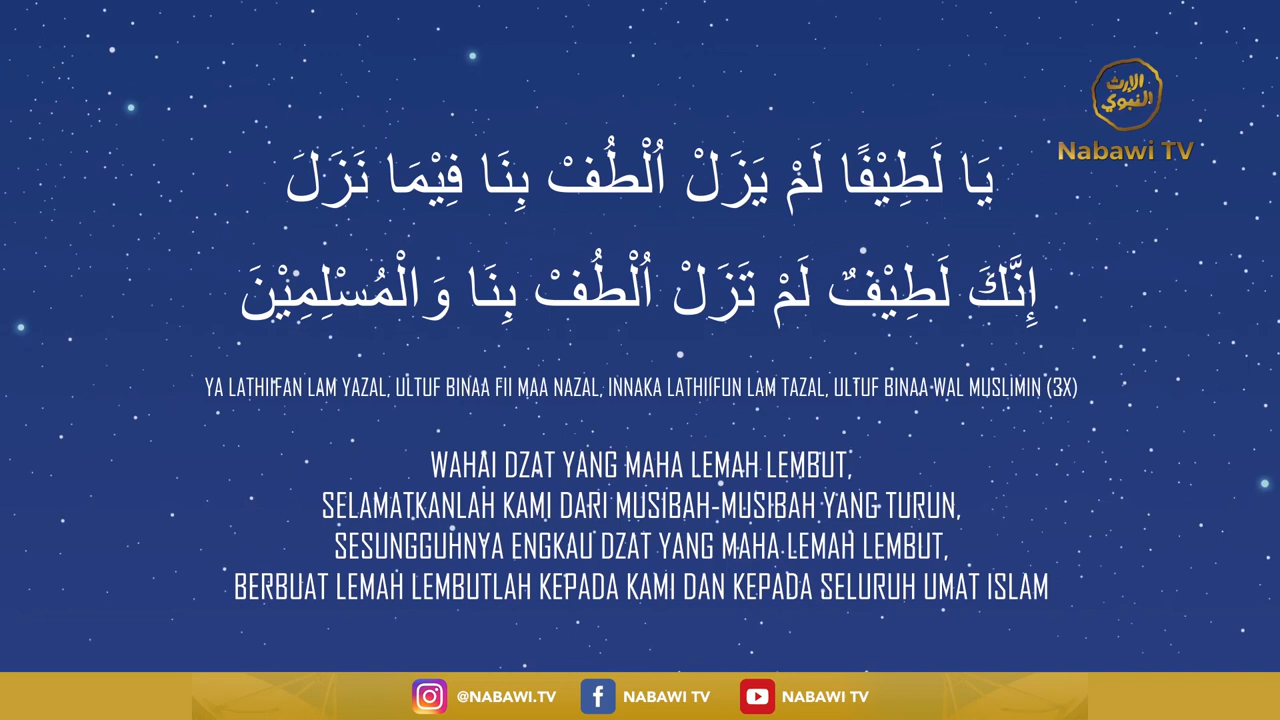 الإرث
النبوي
Nabawi TV
يَا لَطِيْفًا لَمْ يَزَلْ اُلْطُفْ بِنَا فِيْمَا نَزَلَ
إِنَّكَ لَطِيْفٌ لَمْ تَزَلْ اُلْطُفْ بِنَا وَالْمُسْلِمِيْنَ
YA LATHIIFAN LAM YAZAL, ULTUF BINAA FII MAA NAZAL, INNAKA LATHIIFUN LAM TAZAL, ULTUF BINAA WAL MUSLIMIN (3X)
WAHAI DZAT YANG MAHA LEMAH LEMBUT,
SELAMATKANLAH KAMI DARI MUSIBAH-MUSIBAH YANG TURUN,
SESUNGGUHNYA ENGKAU DZAT YANG MAHA LEMAH LEMBUT,
BERBUAT LEMAH LEMBUTLAH KEPADA KAMI DAN KEPADA SELURUH UMAT ISLAM
@NABAWI.TV NABAWI TV NABAWI TV